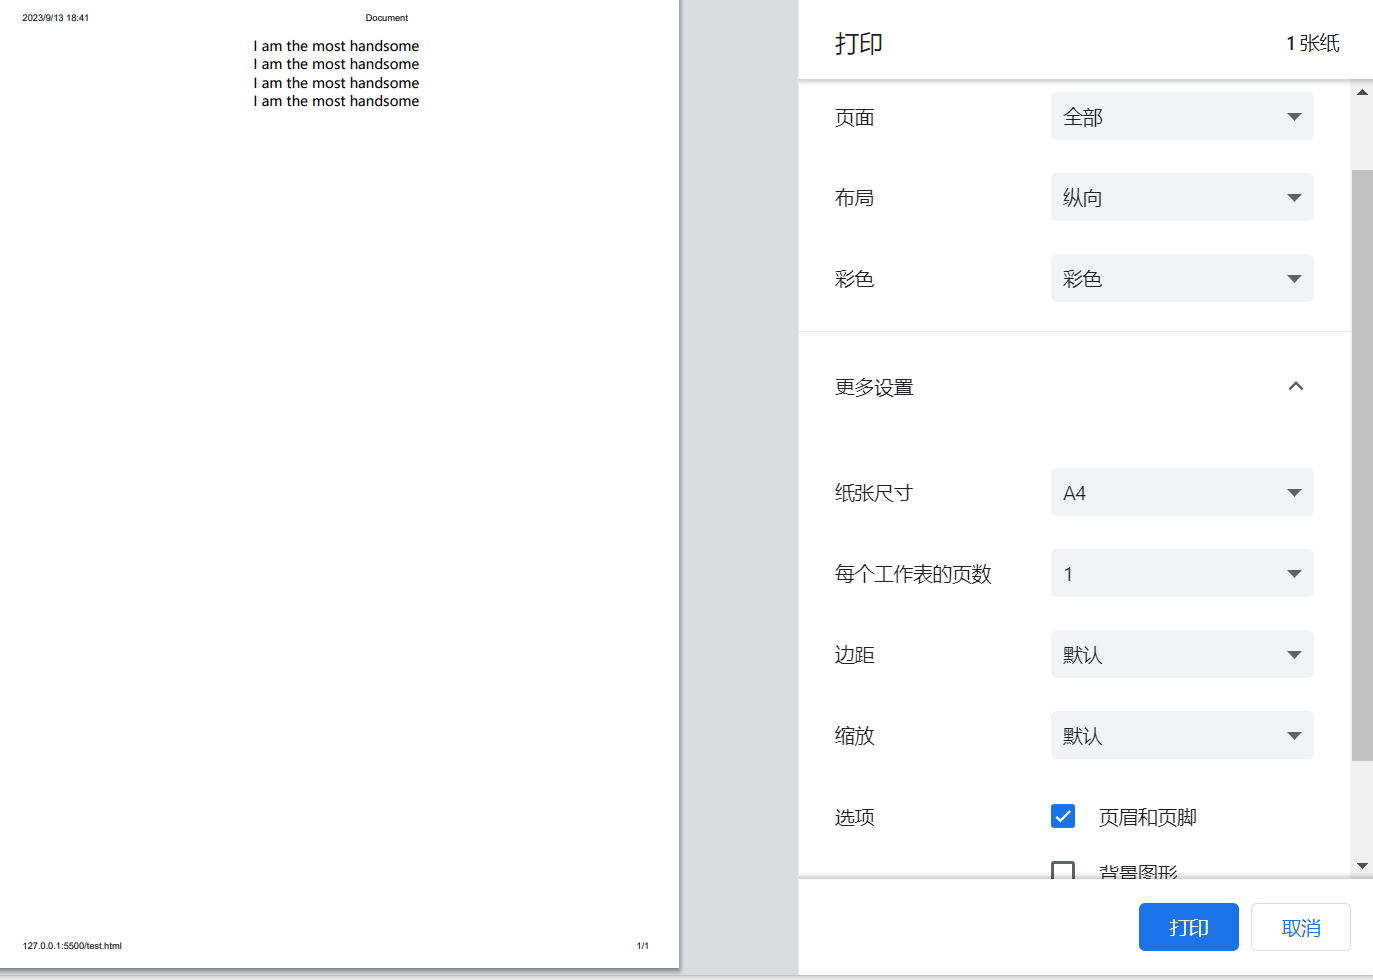 2023/9/13 18:41
Document
I am the most handsome
I am the most handsome
I am the most handsome
I am the most handsome
127.0.0.1:5500/test.html
1/1
打印
1 张纸
页面
全部
布局
纵向
彩色
彩色
更多设置
纸张尺寸
A4
每个工作表的页数
1
边距
默认
缩放
默认
选项
页眉和页脚
背景图形
打印
取消